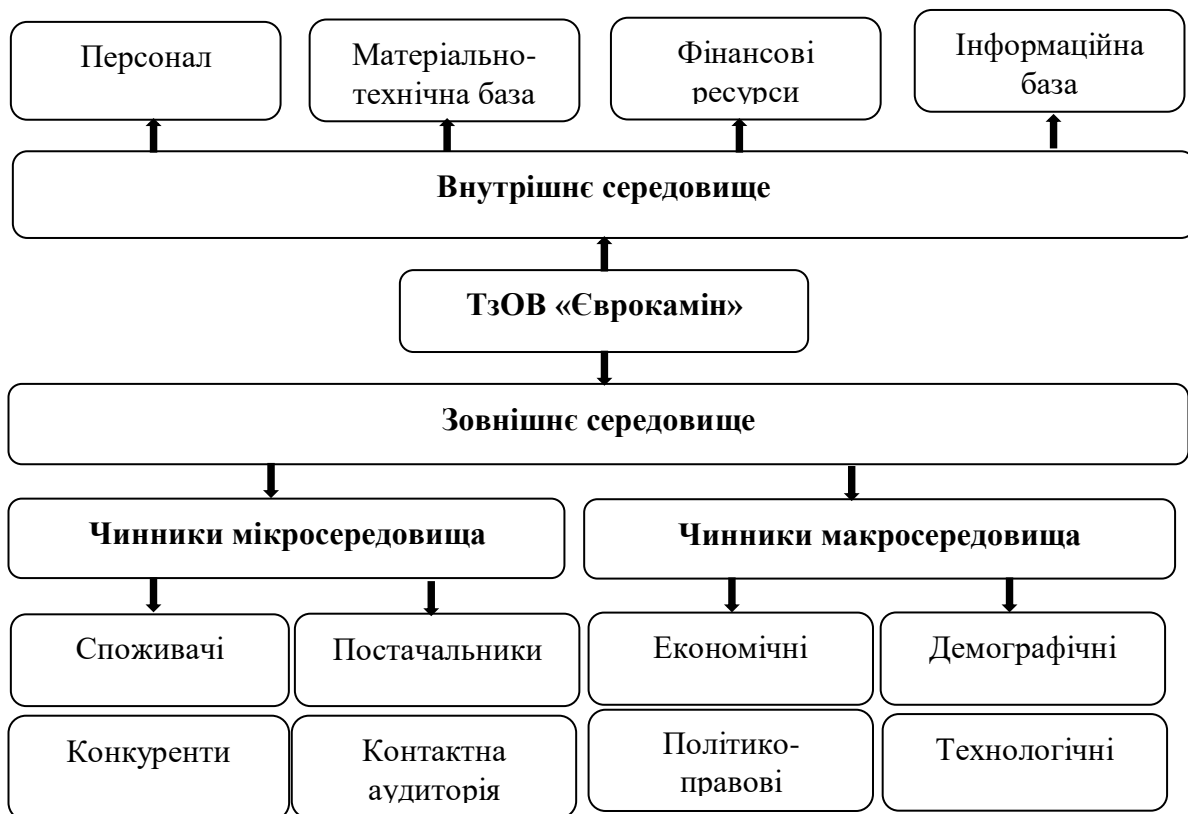 Персонал
Матеріально-
технічна база
Фінансові
ресурси
Інформаційна
база
Внутрішнє середовище
ТзОВ «Єврокамін»
Зовнішнє середовище
Чинники мікросередовища
Чинники макросередовища
Споживачі
Постачальники
Економічні
Демографічні
Конкуренти
Контактна
аудиторія
Політико-
правові
Технологічні